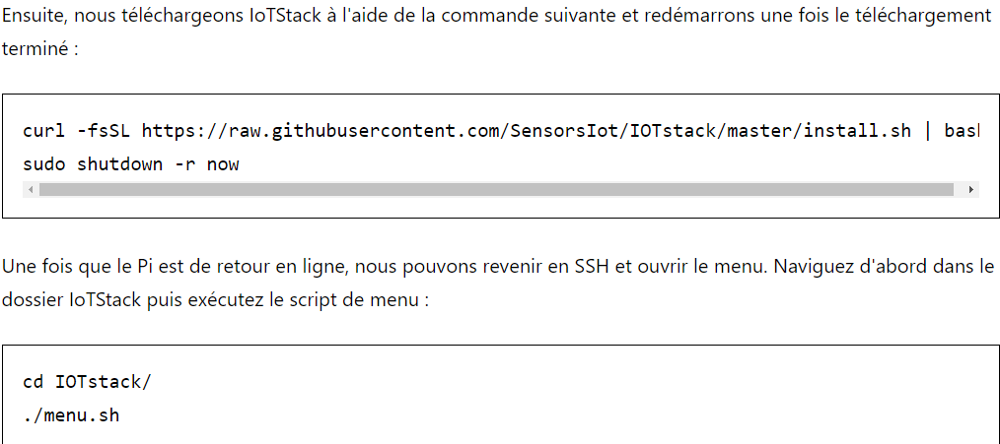 Ensuite, nous téléchargeons IoTStack à l'aide de la commande suivante et redémarrons une fois le téléchargement
terminé :
curl -fsSL https://raw.githubusercontent.com/SensorsIot/IOTstack/master/install.sh | bash
sudo shutdown -r now
Une fois que le Pi est de retour en ligne, nous pouvons revenir en SSH et ouvrir le menu. Naviguez d'abord dans le
dossier IoTStack puis exécutez le script de menu :
cd IOTstack/
./menu.sh